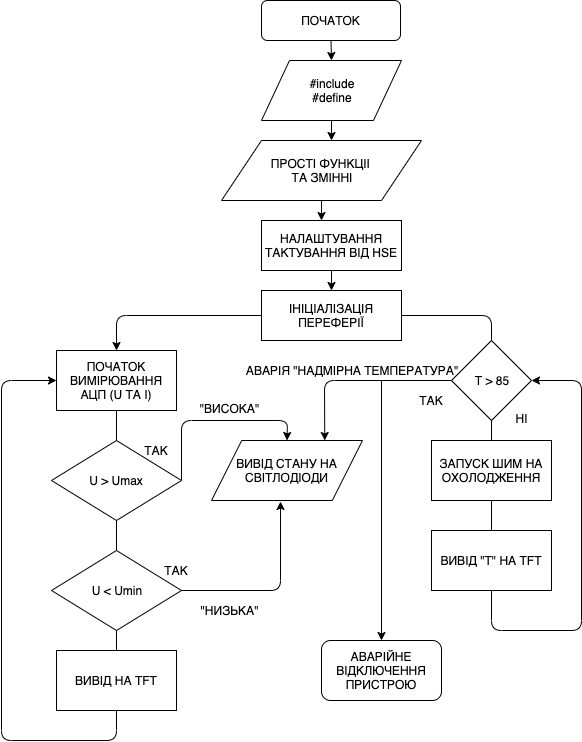 ПОЧАТОК
#include
#define
ПРОСТІ ФУНКЦІЇ
ТА ЗМІННІ
НАЛАШТУВАННЯ
ТАКТУВАННЯ ВІД HSE
ІНІЦІАЛІЗАЦІЯ
ПЕРЕФЕРІЇ
ПОЧАТОК
ВИМІРЮВАННЯ
АЦП (U ТА I)
АВАРІЯ "НАДМІРНА ТЕМПЕРАТУРА"
T > 85
ТАК
НІ
"ВИСОКА"
ТАК
U > Umax
ВИВІД СТАНУ НА
СВІТЛОДІОДИ
ЗАПУСК ШИМ НА
ОХОЛОДЖЕННЯ
ВИВІД "Т" НА TFT
ТАК
U < Umin
"НИЗЬКА"
ВИВІД НА TFT
АВАРІЙНЕ
ВІДКЛЮЧЕННЯ
ПРИСТРОЮ